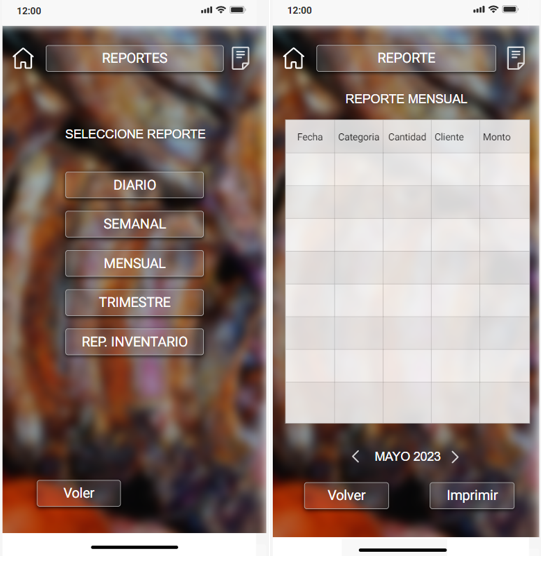 12:00
REPORTES
SELECCIONE REPORTE
DIARIO
SEMANAL
MENSUAL
TRIMESTRE
REP. INVENTARIO
Voler
12:00
REPORTE
REPORTE MENSUAL
Fecha Categoria Cantidad Cliente Monto
MAYO 2023
Volver Imprimir